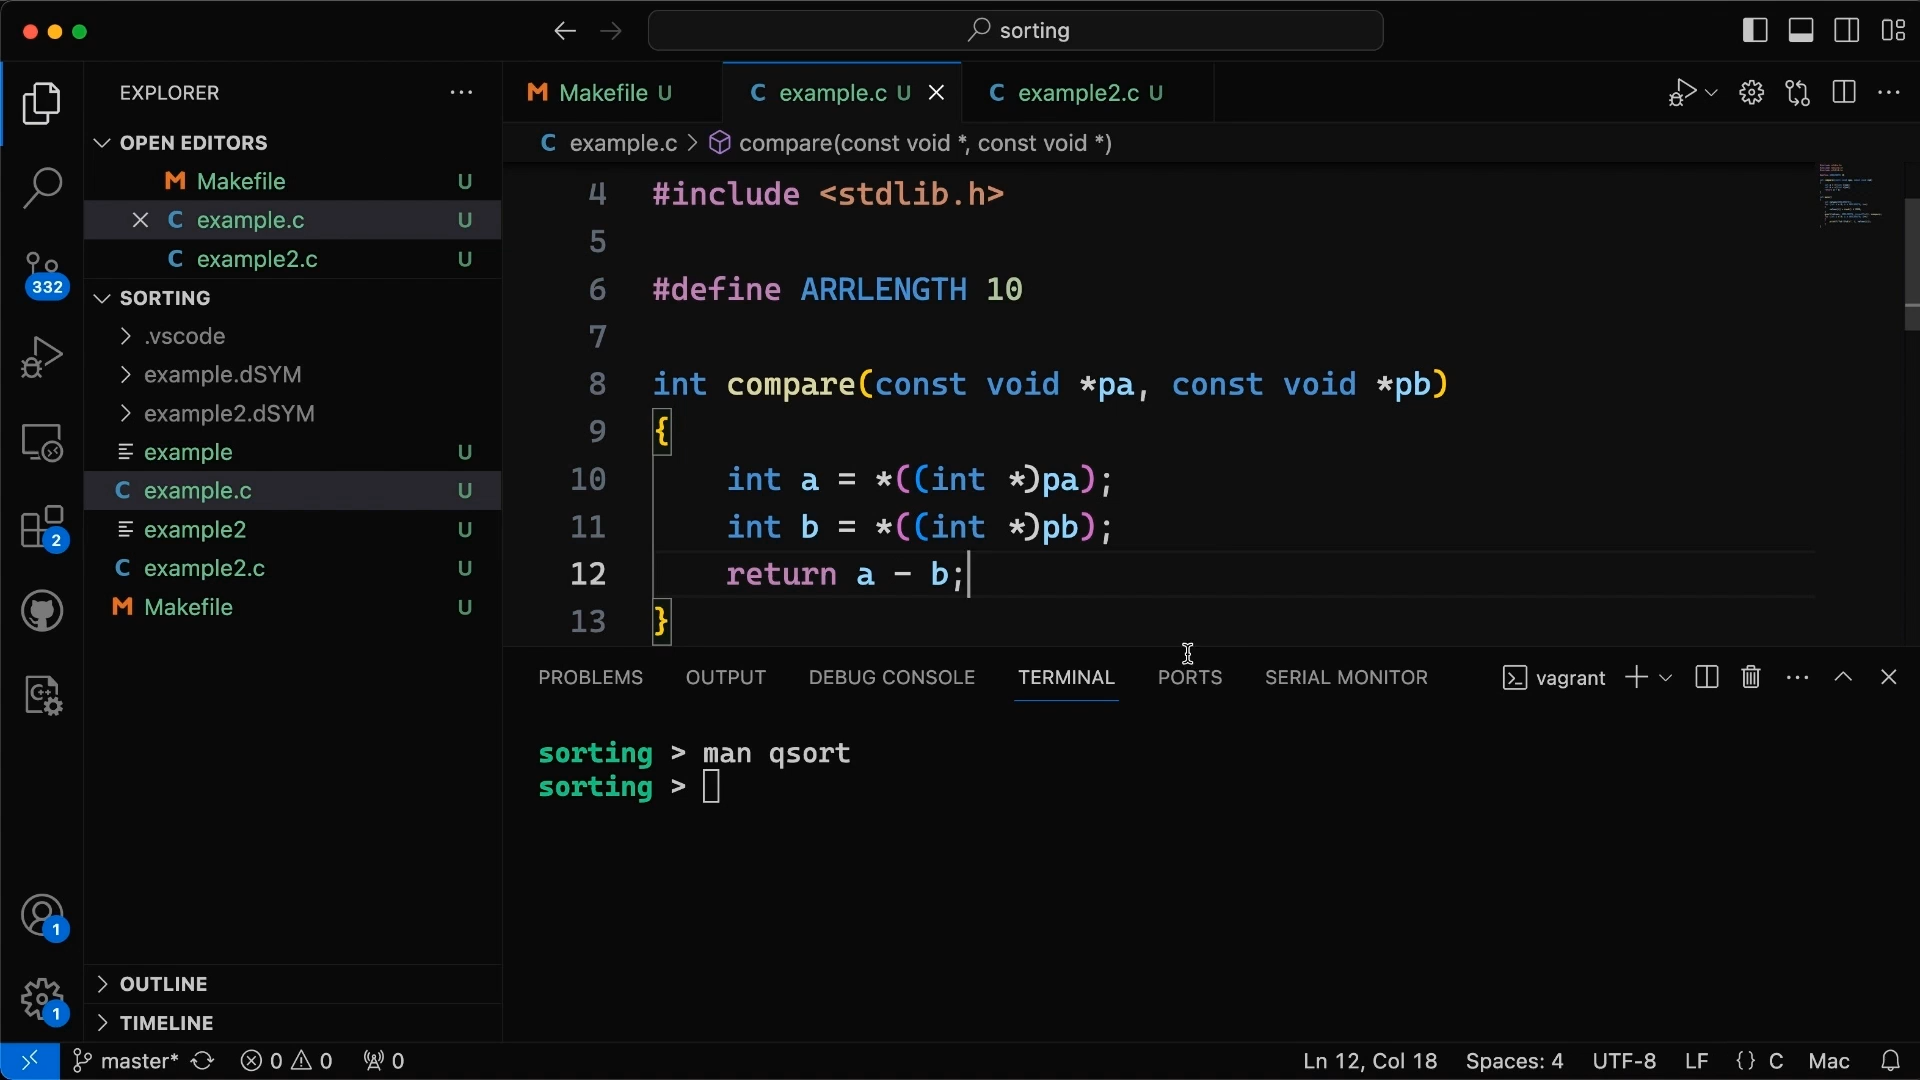 sorting
EXPLORER
OPEN EDITORS
M Makefile U
C example.c U
C example2.c U
SORTING
.vscode
example.dSYM
example2.dSYM
example U
C example.c U
example2 U
C example2.c U
M Makefile U
OUTLINE
TIMELINE
332
2
1
1
M Makefile U
C example.c U
C example2.c U
C example.c > compare(const void *, const void *)
4 #include <stdlib.h>
5
6 #define ARRLENGTH 10
7
8 int compare(const void *pa, const void *pb)
9 {
10 int a = *((int *)pa);
11 int b = *((int *)pb);
12 return a - b;
13 }
PROBLEMS OUTPUT DEBUG CONSOLE TERMINAL PORTS SERIAL MONITOR vagrant
sorting > man qsort
sorting >
master* 0 0 0 Ln 12, Col 18 Spaces: 4 UTF-8 LF {} C Mac